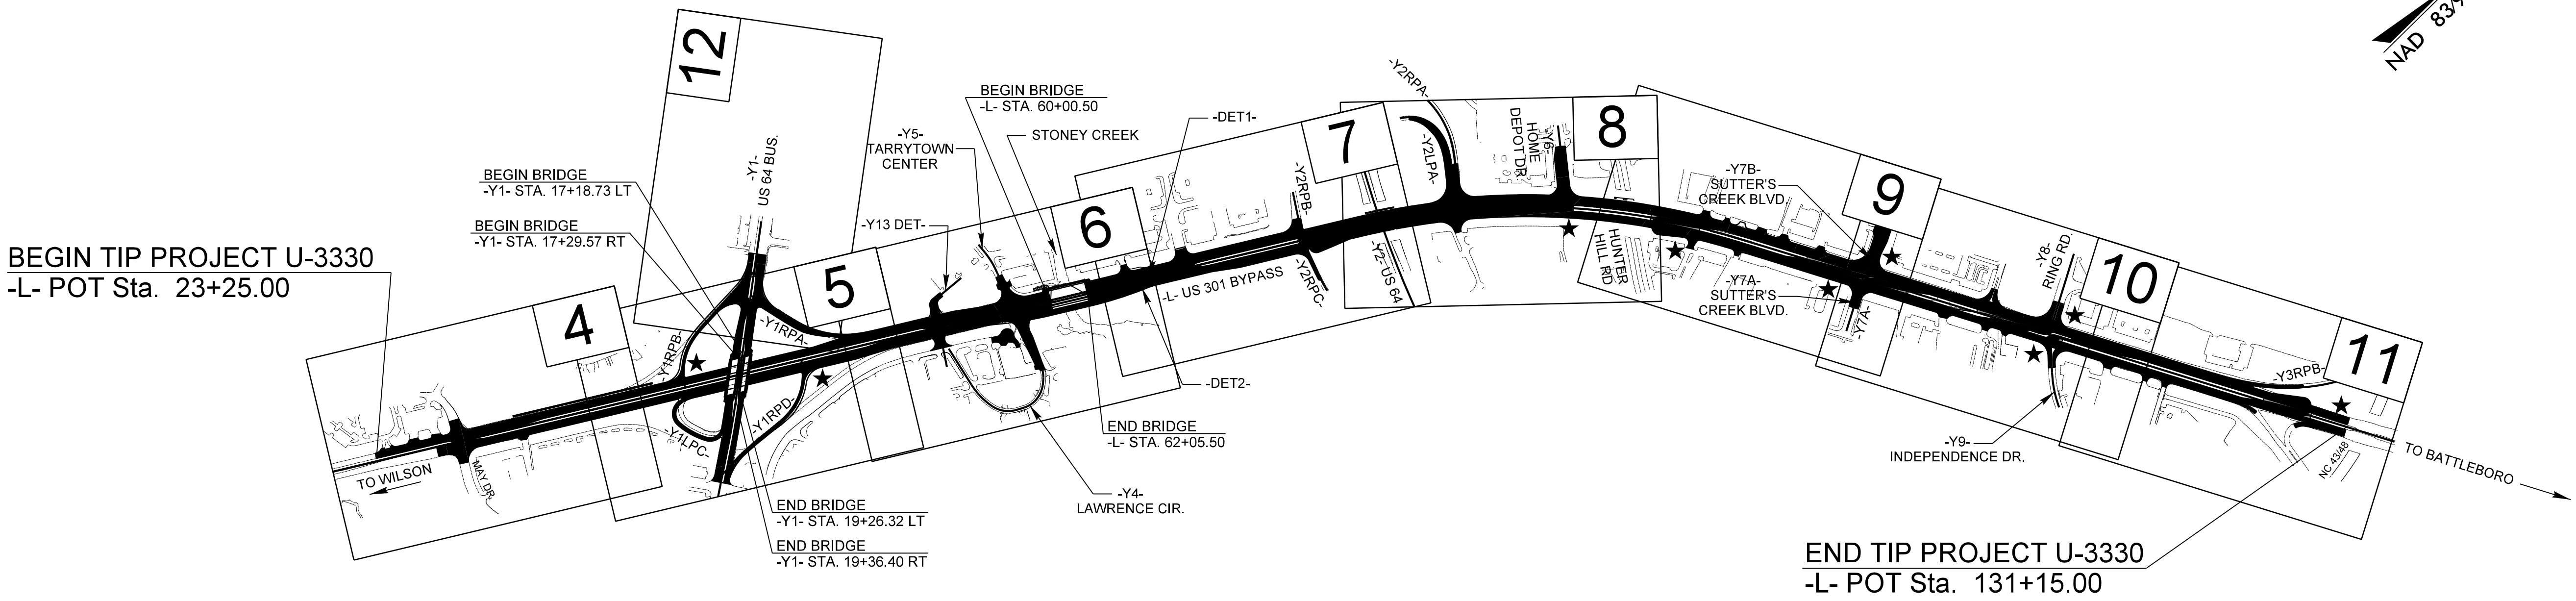 NAD 83/
12
-Y1-
US 64 BUS.
BEGIN BRIDGE
-Y1- STA. 17+18.73 LT
BEGIN BRIDGE
-Y1- STA. 17+29.57 RT
BEGIN TIP PROJECT U-3330
-L- POT Sta. 23+25.00
4
-Y1RPB-
-Y1RPA-
-Y1LPC-
-Y1RPD-
TO WILSON
MAY DR.
5
-Y13 DET-
-Y5-
TARRYTOWN
CENTER
BEGIN BRIDGE
-L- STA. 60+00.50
STONEY CREEK
-DET1-
6
-L- US 301 BYPASS
-DET2-
END BRIDGE
-L- STA. 62+05.50
-Y4-
LAWRENCE CIR.
END BRIDGE
-Y1- STA. 19+26.32 LT
END BRIDGE
-Y1- STA. 19+36.40 RT
-Y2RPB-
-Y2RPC-
7
-Y2- US 64
-Y2RPA-
-Y2LPA-
-Y6-
HOME
DEPOT DR.
8
HUNTER
HILL RD
-Y7B-
SUTTER'S
CREEK BLVD.
-Y7A-
SUTTER'S
CREEK BLVD.
-Y7A-
9
-Y8-
RING RD.
10
-Y9-
INDEPENDENCE DR.
-Y3RPB-
11
NC 43/48
TO BATTLEBORO
END TIP PROJECT U-3330
-L- POT Sta. 131+15.00